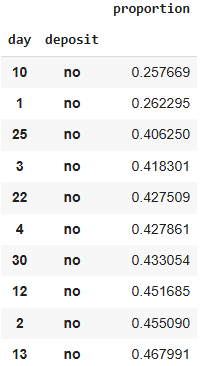 proportion
day deposit
10 no 0.257669
1 no 0.262295
25 no 0.406250
3 no 0.418301
22 no 0.427509
4 no 0.427861
30 no 0.433054
12 no 0.451685
2 no 0.455090
13 no 0.467991